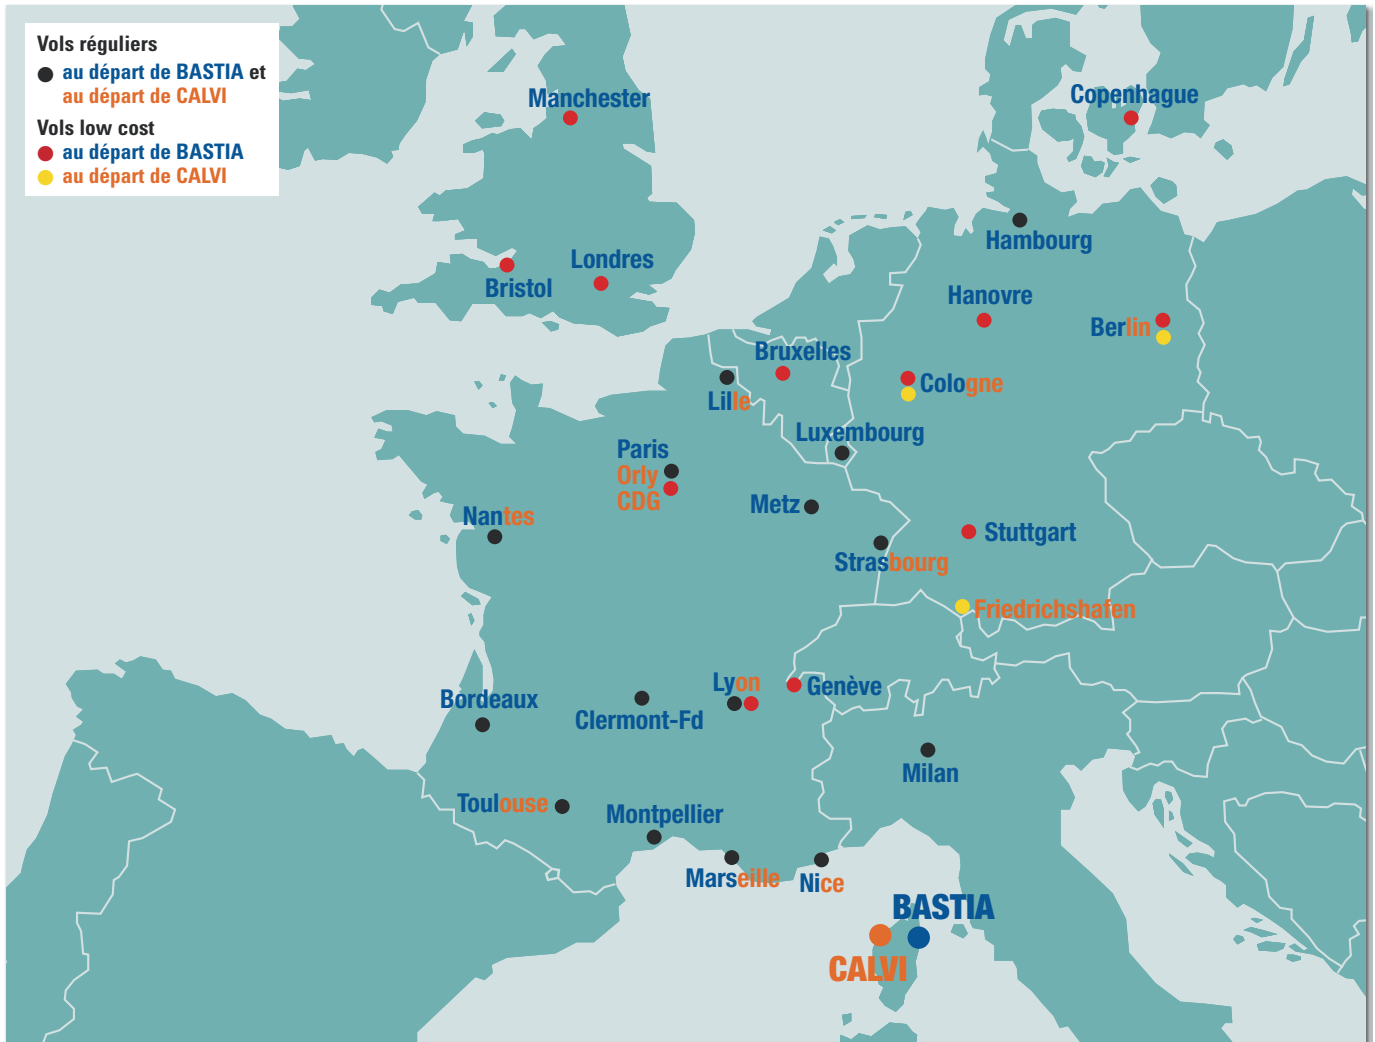 Vols réguliers
au départ de BASTIA et
au départ de CALVI
Vols low cost
au départ de BASTIA
au départ de CALVI
Manchester
Copenhague
Hambourg
Londres
Bristol
Hanovre
Berlin
Bruxelles
Cologne
Lille
Luxembourg
Paris
Orly
CDG
Metz
Nantes
Stuttgart
Strasbourg
Friedrichshafen
Lyon
Genève
Bordeaux
Clermont-Fd
Milan
Toulouse
Montpellier
Marseille
Nice
BASTIA
CALVI